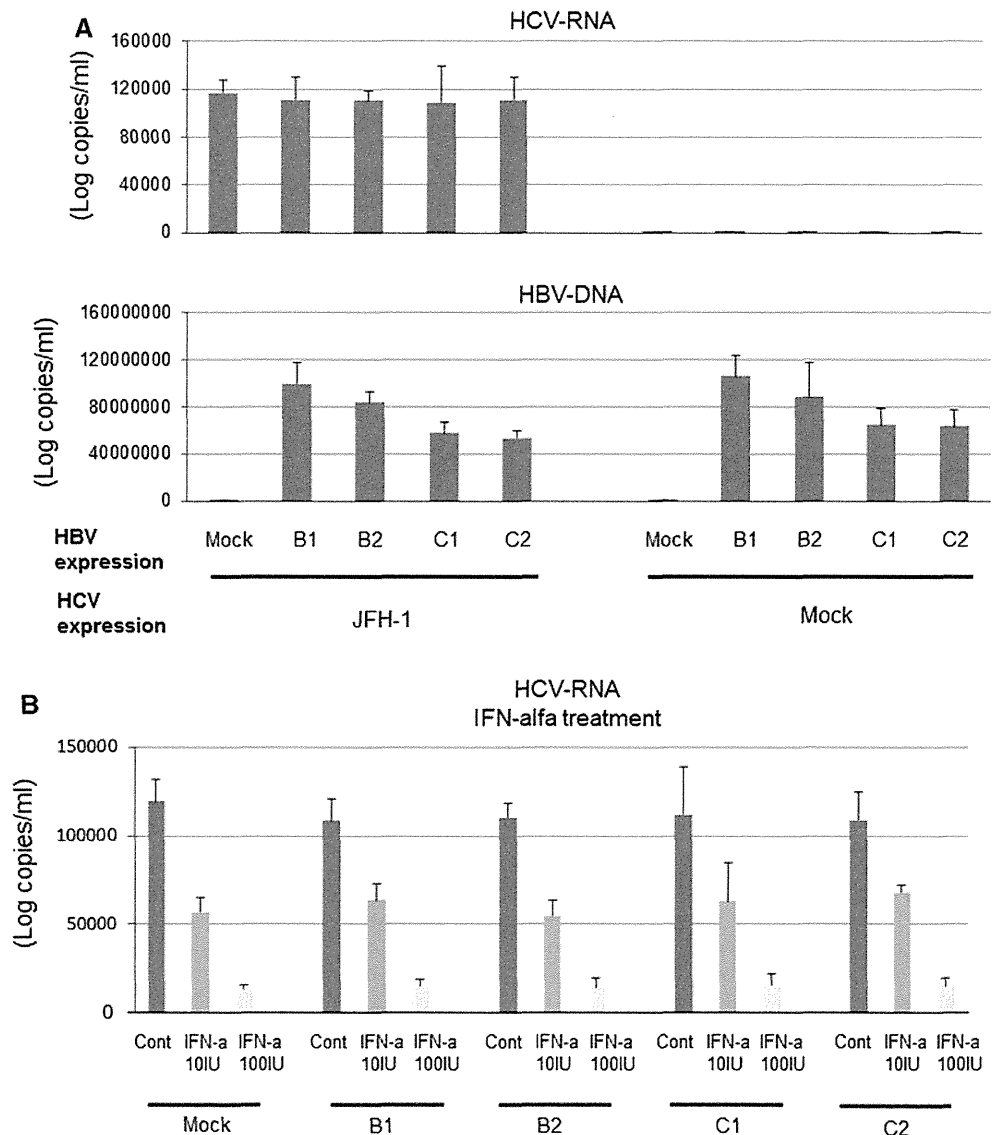 A
HCV-RNA
(Log copies/ml)
160000
120000
80000
40000
0
HBV-DNA
(Log copies/ml)
160000000
120000000
80000000
40000000
0
HBV expression
Mock B1 B2 C1 C2 Mock B1 B2 C1 C2
HCV expression
JFH-1 Mock
B
HCV-RNA
IFN-alfa treatment
(Log copies/ml)
150000
100000
50000
0
Cont IFN-a IFN-a Cont IFN-a IFN-a Cont IFN-a IFN-a Cont IFN-a IFN-a Cont IFN-a IFN-a
10IU 100IU 10IU 100IU 10IU 100IU 10IU 100IU 10IU 100IU
Mock B1 B2 C1 C2